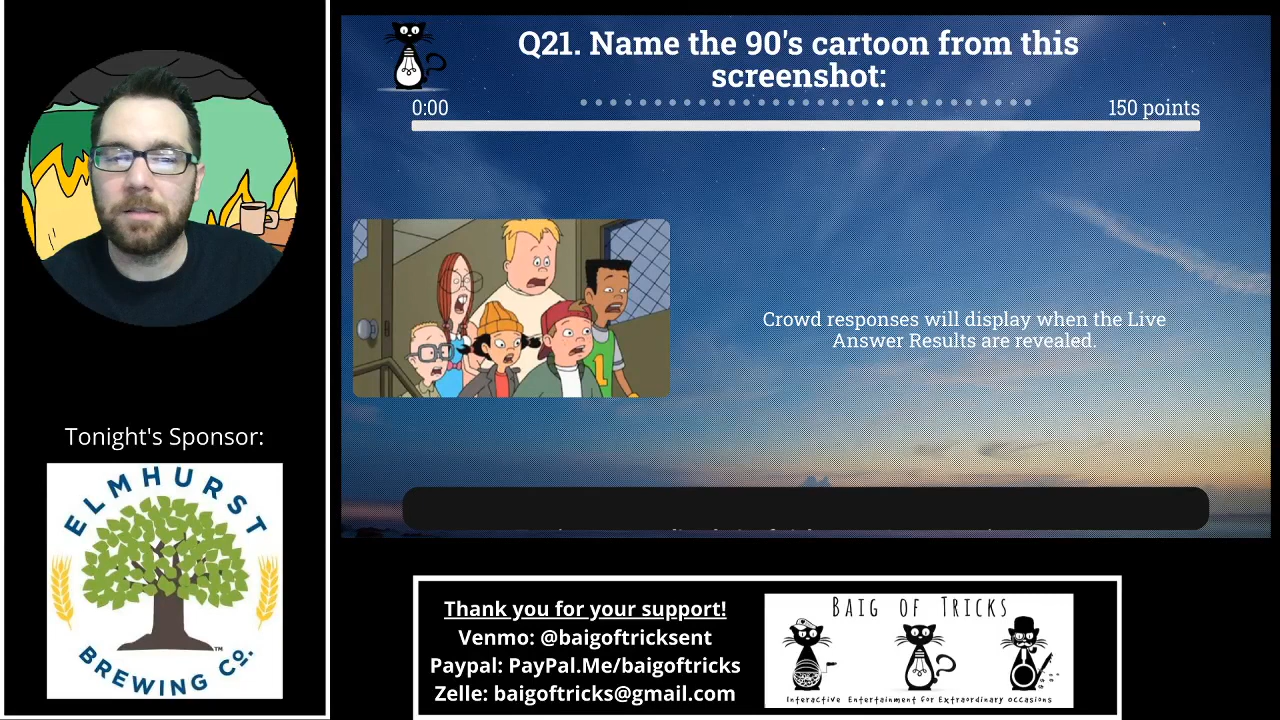 Q21. Name the 90's cartoon from this
screenshot:
0:00
150 points
Crowd responses will display when the Live
Answer Results are revealed.
Tonight's Sponsor:
ELMHURST
BREWING CO.
TM
Thank you for your support!
Venmo: @baigoftricksent
Paypal: PayPal.Me/baigoftricks
Zelle: baigoftricks@gmail.com
BAIG OF TRICKS
Interactive Entertainment for Extraordinary occasions
1